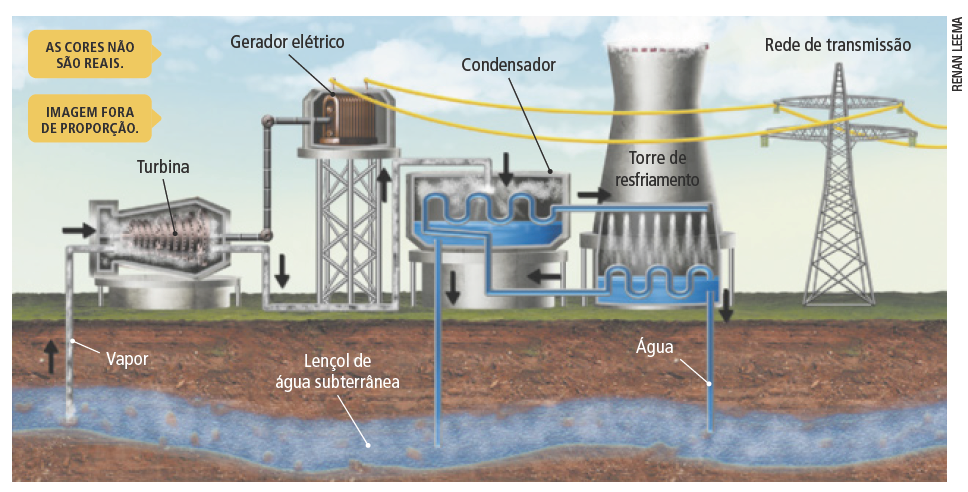 AS CORES NÃO
SÃO REAIS.
IMAGEM FORA
DE PROPORÇÃO.
Gerador elétrico
Condensador
Rede de transmissão
RENAN LEEMA
Turbina
Torre de
resfriamento
Vapor
Lençol de
água subterrânea
Água